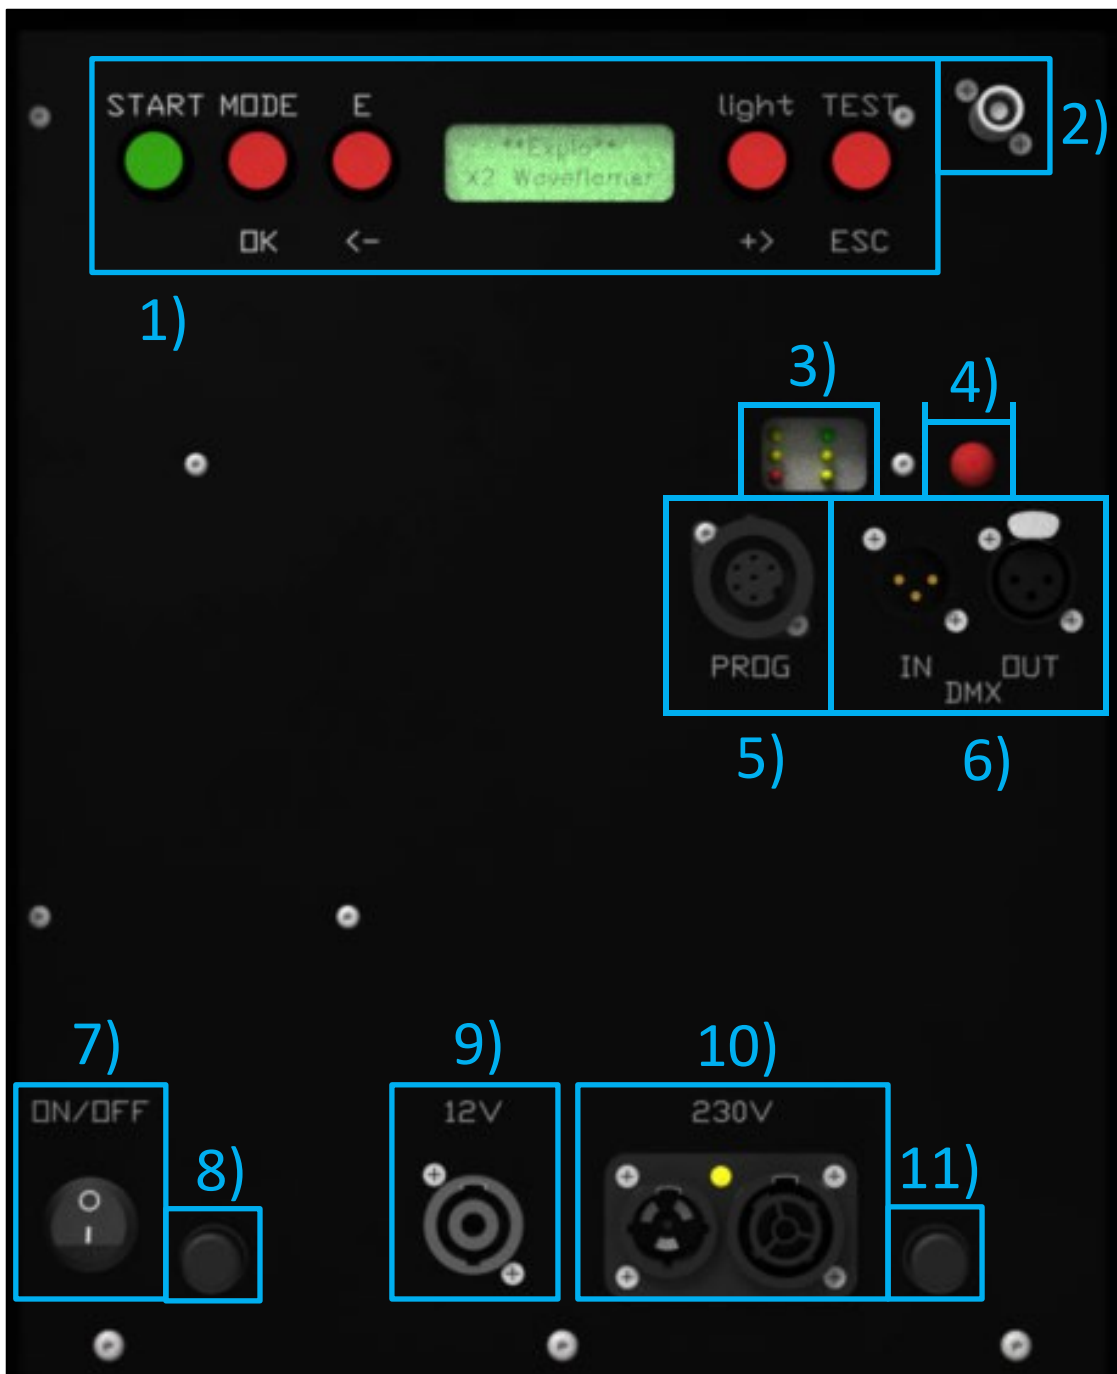 START MODE E light TEST
**Explo**
X2 Waveflamer
OK <- +> ESC
1)
2)
3)
4)
PROG
IN OUT
DMX
5)
6)
7)
ON/OFF
8)
9)
12V
10)
230V
11)
O
I